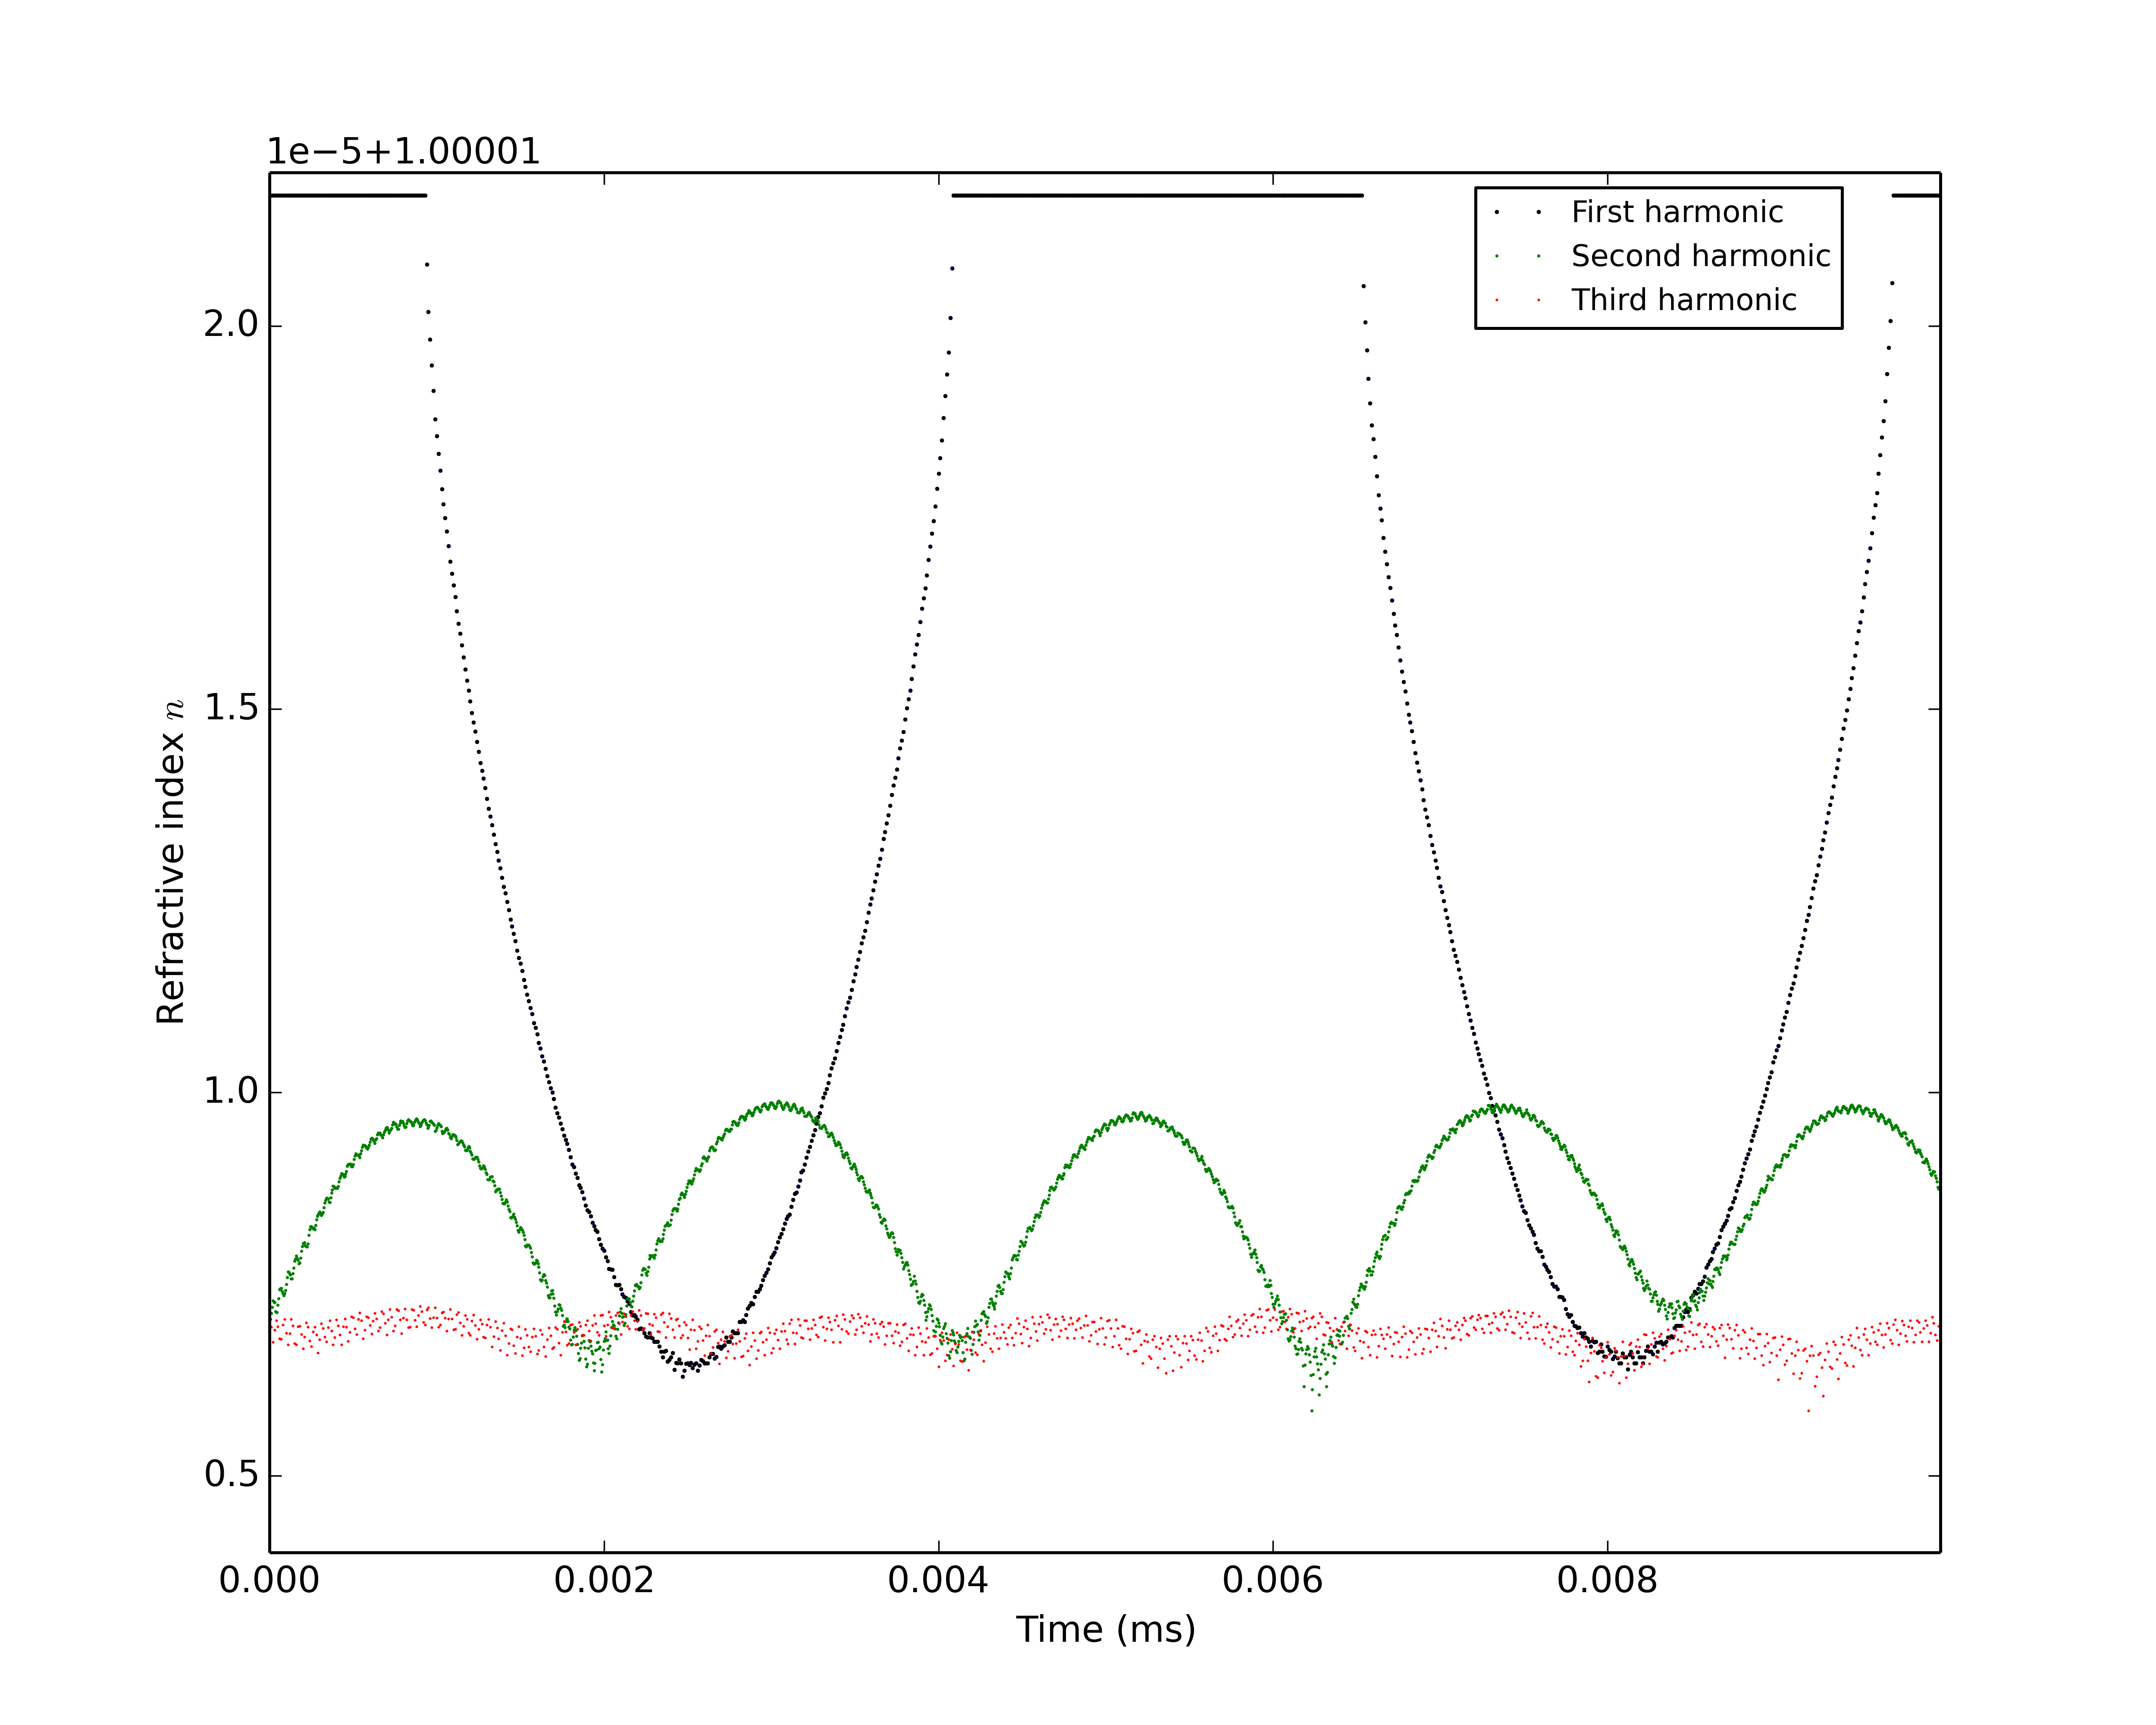 1e−5+1.00001
First harmonic
Second harmonic
Third harmonic
2.0
1.5
1.0
0.5
Refractive index n
0.000 0.002 0.004 0.006 0.008
Time (ms)